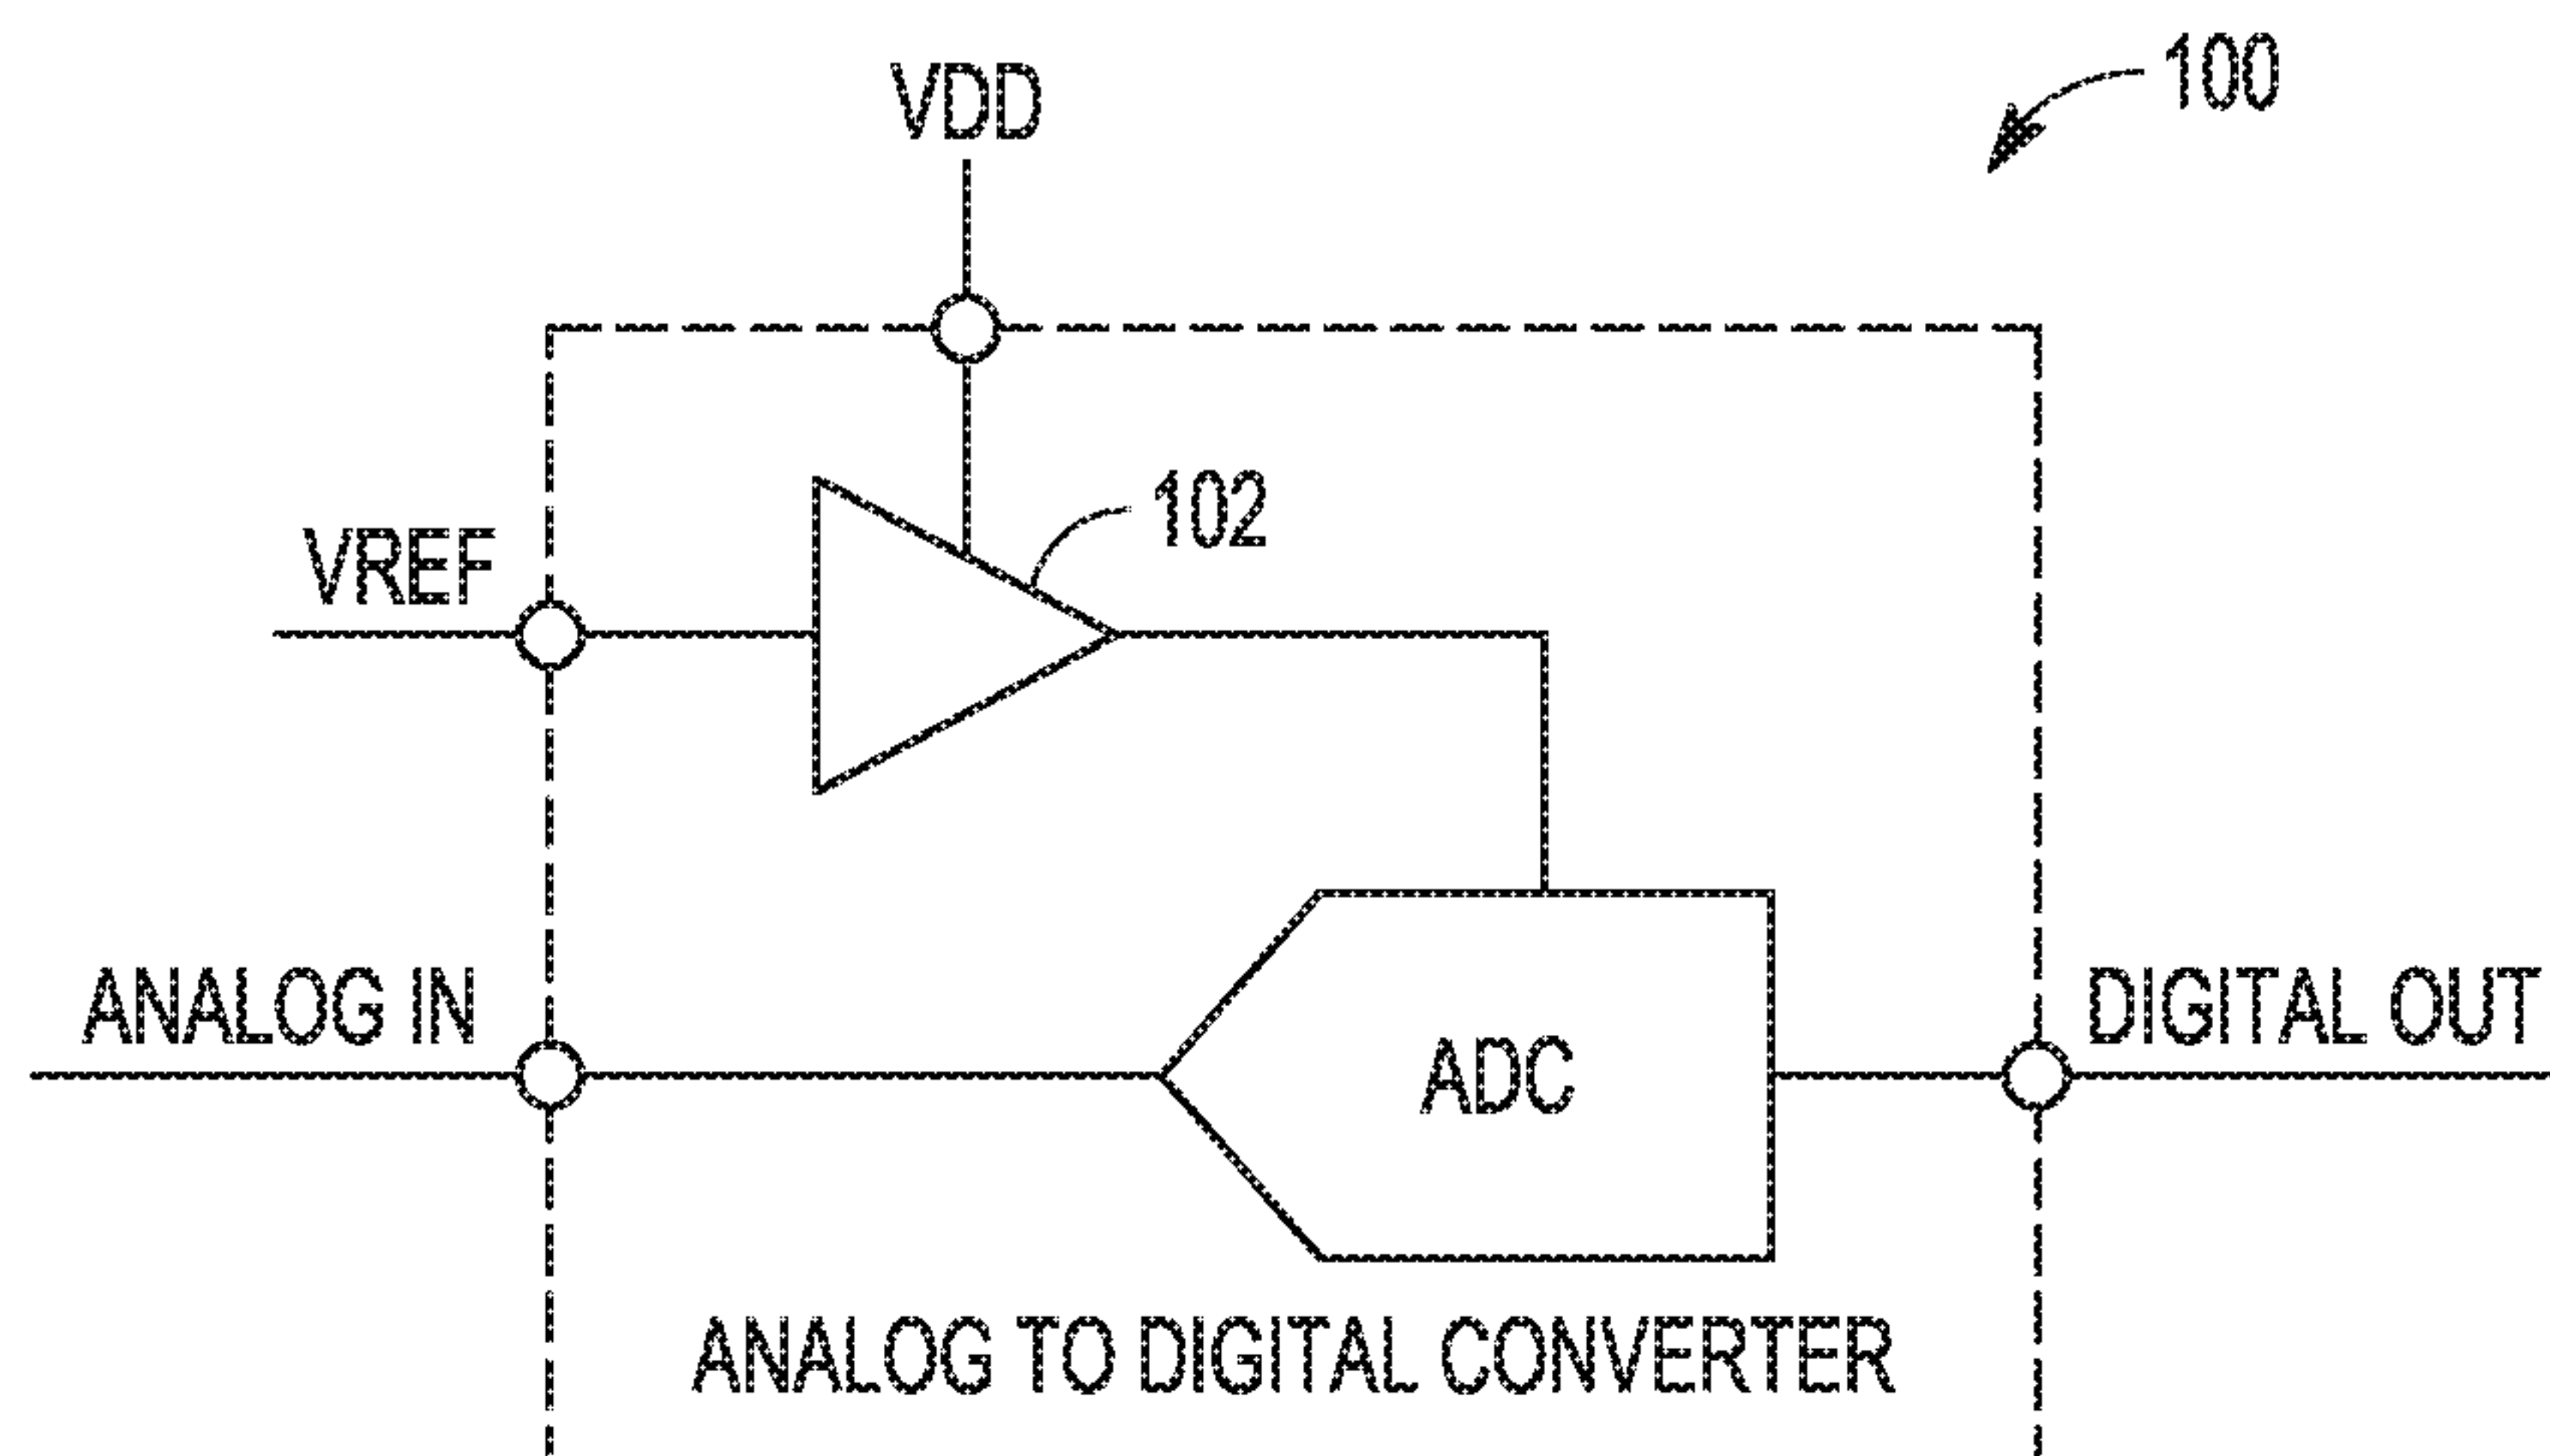 100
VDD
102
VREF
ANALOG IN
DIGITAL OUT
ADC
ANALOG TO DIGITAL CONVERTER